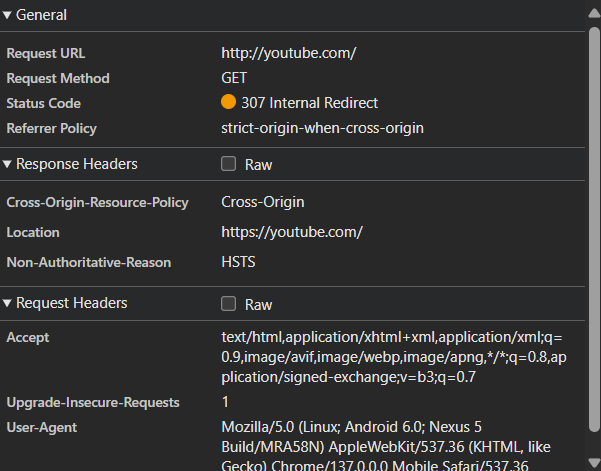 General
Request URL http://youtube.com/
Request Method GET
Status Code 307 Internal Redirect
Referrer Policy strict-origin-when-cross-origin
Response Headers Raw
Cross-Origin-Resource-Policy Cross-Origin
Location https://youtube.com/
Non-Authoritative-Reason HSTS
Request Headers Raw
Accept text/html,application/xhtml+xml,application/xml;q=
0.9,image/avif,image/webp,image/apng,*/*;q=0.8,ap
plication/signed-exchange;v=b3;q=0.7
Upgrade-Insecure-Requests 1
User-Agent Mozilla/5.0 (Linux; Android 6.0; Nexus 5
Build/MRA58N) AppleWebKit/537.36 (KHTML, like
Gecko) Chrome/137.0.0.0 Mobile Safari/537.36